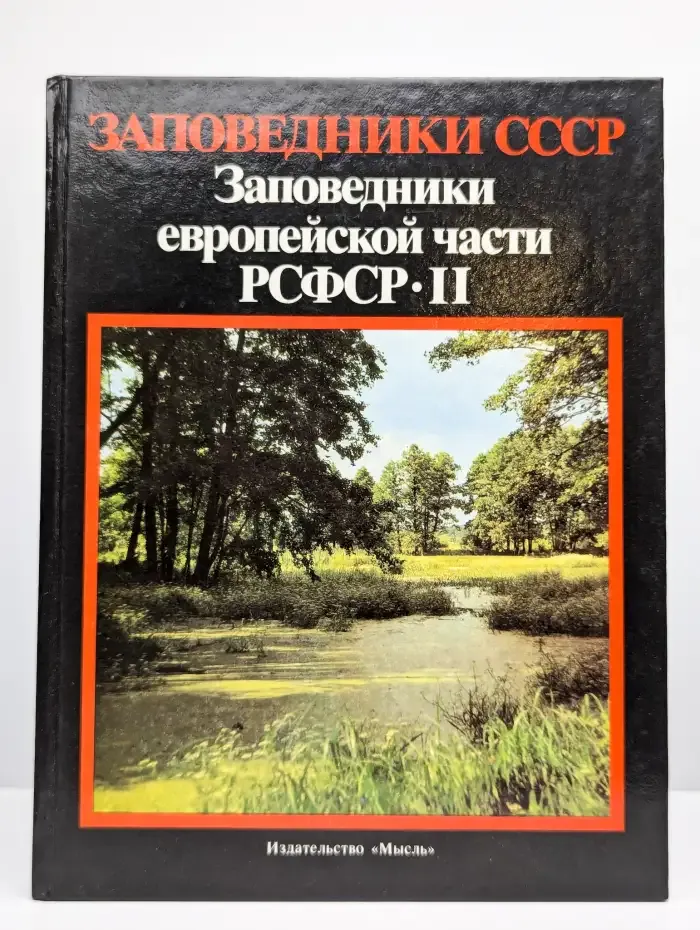 ЗАПОВЕДНИКИ СССР
Заповедники
европейской части
РСФСР·II
Издательство «Мысль»